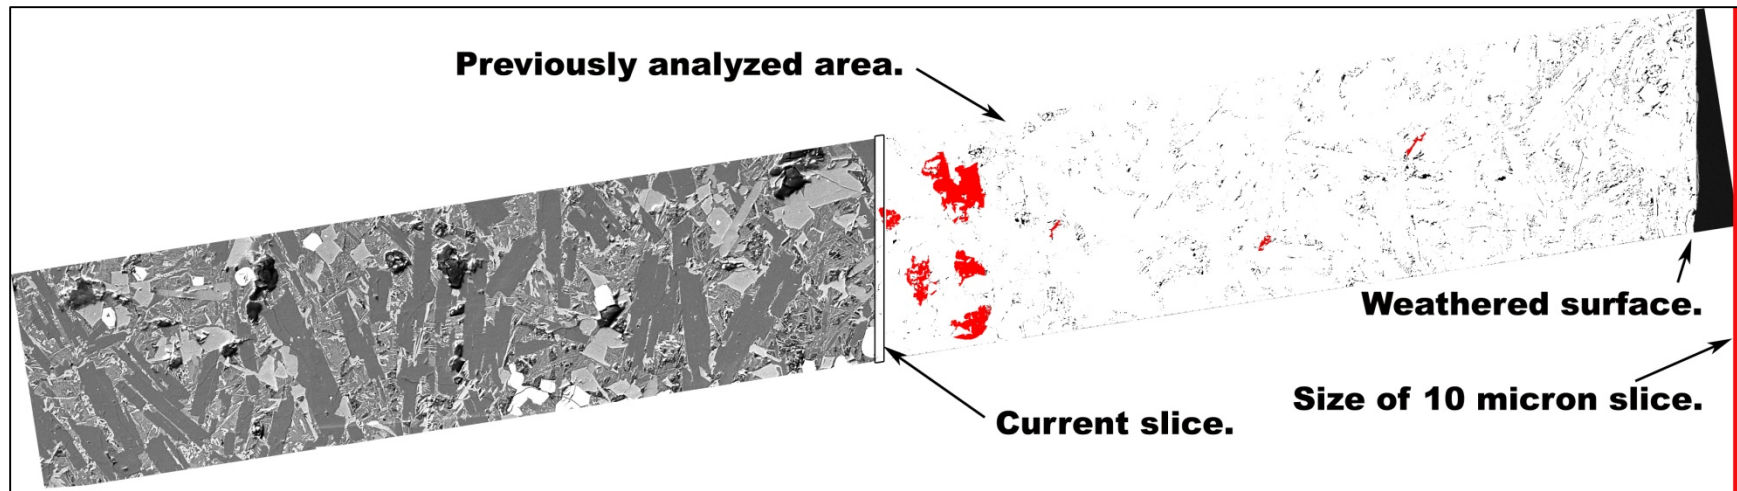 Previously analyzed area.
Weathered surface.
Size of 10 micron slice.
Current slice.